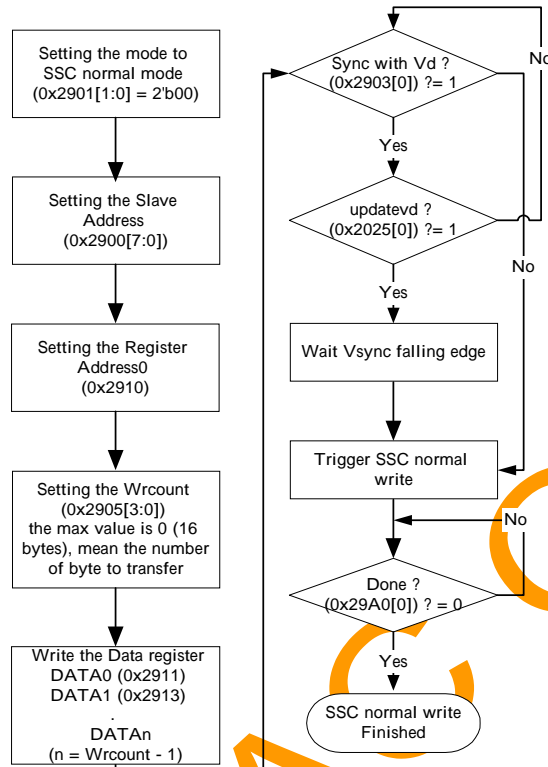 Setting the mode to
SSC normal mode
(0x2901[1:0] = 2'b00)
Setting the Slave
Address
(0x2900[7:0])
Setting the Register
Address0
(0x2910)
Setting the Wrcount
(0x2905[3:0])
the max value is 0 (16
bytes), mean the number
of byte to transfer
Write the Data register
DATA0 (0x2911)
DATA1 (0x2913)
.
DATAn
(n = Wrcount - 1)
Sync with Vd ?
(0x2903[0]) ?= 1
No
Yes
updatevd ?
(0x2025[0]) ?= 1
No
Yes
Wait Vsync falling edge
Trigger SSC normal
write
No
Done ?
(0x29A0[0]) ? = 0
Yes
SSC normal write
Finished